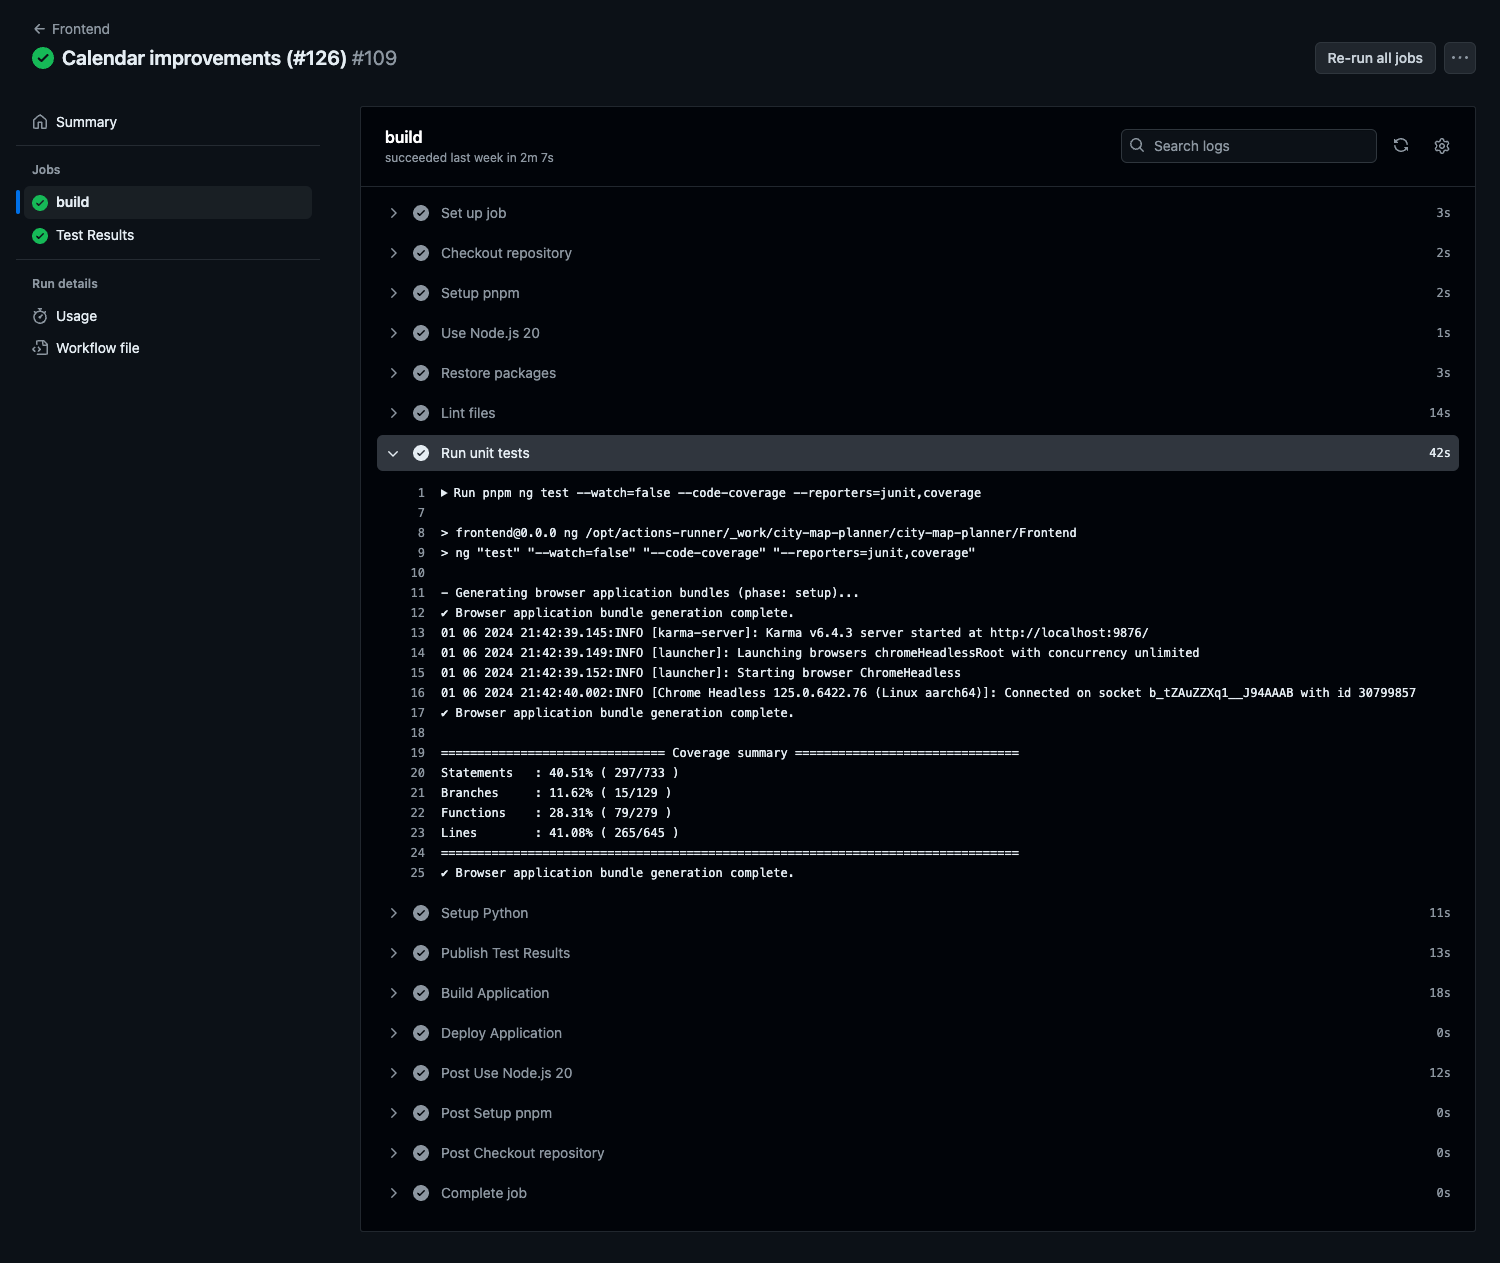 Frontend
Calendar improvements (#126) #109
Re-run all jobs
Summary
Jobs
build
Test Results
Run details
Usage
Workflow file
build
succeeded last week in 2m 7s
Search logs
Set up job 3s
Checkout repository 2s
Setup pnpm 2s
Use Node.js 20 1s
Restore packages 3s
Lint files 14s
Run unit tests 42s
1 Run pnpm ng test --watch=false --code-coverage --reporters=junit,coverage
7
8 > frontend@0.0.0 ng /opt/actions-runner/_work/city-map-planner/city-map-planner/Frontend
9 > ng "test" "--watch=false" "--code-coverage" "--reporters=junit,coverage"
10
11 - Generating browser application bundles (phase: setup)...
12 ✔ Browser application bundle generation complete.
13 01 06 2024 21:42:39.145:INFO [karma-server]: Karma v6.4.3 server started at http://localhost:9876/
14 01 06 2024 21:42:39.149:INFO [launcher]: Launching browsers chromeHeadlessRoot with concurrency unlimited
15 01 06 2024 21:42:39.152:INFO [launcher]: Starting browser ChromeHeadless
16 01 06 2024 21:42:40.002:INFO [Chrome Headless 125.0.6422.76 (Linux aarch64)]: Connected on socket b_tZAuZZXq1__J94AAAB with id 30799857
17 ✔ Browser application bundle generation complete.
18
19 =============================== Coverage summary ===============================
20 Statements   : 40.51% ( 297/733 )
21 Branches     : 11.62% ( 15/129 )
22 Functions    : 28.31% ( 79/279 )
23 Lines        : 41.08% ( 265/645 )
24 ================================================================================
25 ✔ Browser application bundle generation complete.
Setup Python 11s
Publish Test Results 13s
Build Application 18s
Deploy Application 0s
Post Use Node.js 20 12s
Post Setup pnpm 0s
Post Checkout repository 0s
Complete job 0s